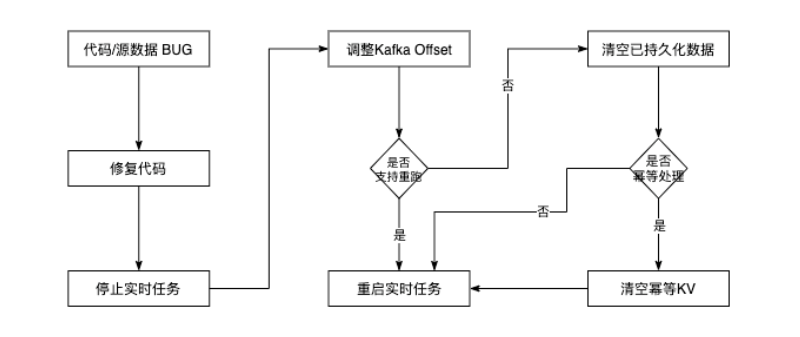 代码/源数据 BUG
修复代码
停止实时任务
调整Kafka Offset
是否
支持重跑
是
重启实时任务
否
清空已持久化数据
是否
幂等处理
否
是
清空幂等KV